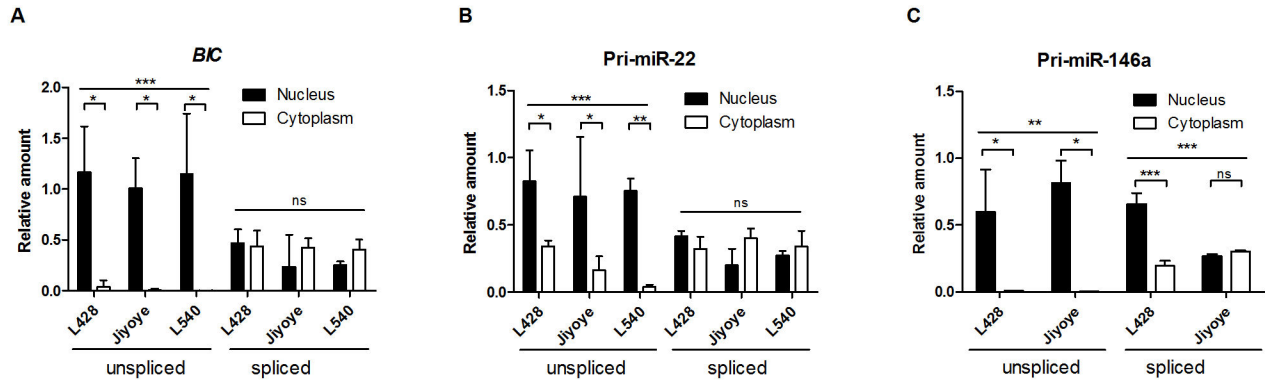 A
BIC
Relative amount
2.0
1.5
1.0
0.5
0.0
***
* * *
Nucleus
Cytoplasm
ns
L428 Jiyoye L540 L428 Jiyoye L540
unspliced spliced
B
Pri-miR-22
Relative amount
1.5
1.0
0.5
0.0
***
* * **
Nucleus
Cytoplasm
ns
L428 Jiyoye L540 L428 Jiyoye L540
unspliced spliced
C
Pri-miR-146a
Relative amount
1.5
1.0
0.5
0.0
Nucleus
Cytoplasm
**
* *
***
*** ns
L428 Jiyoye L428 Jiyoye
unspliced spliced